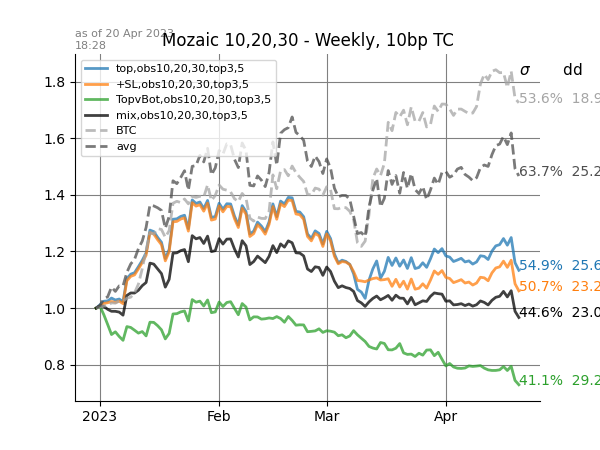 as of 20 Apr 2023
18:28
Mozaic 10,20,30 - Weekly, 10bp TC
top,obs10,20,30,top3,5
+SL,obs10,20,30,top3,5
TopvBot,obs10,20,30,top3,5
mix,obs10,20,30,top3,5
BTC
avg
σ dd
53.6% 18.9
63.7% 25.2
54.9% 25.6
50.7% 23.2
44.6% 23.0
41.1% 29.2
1.8
1.6
1.4
1.2
1.0
0.8
2023 Feb Mar Apr